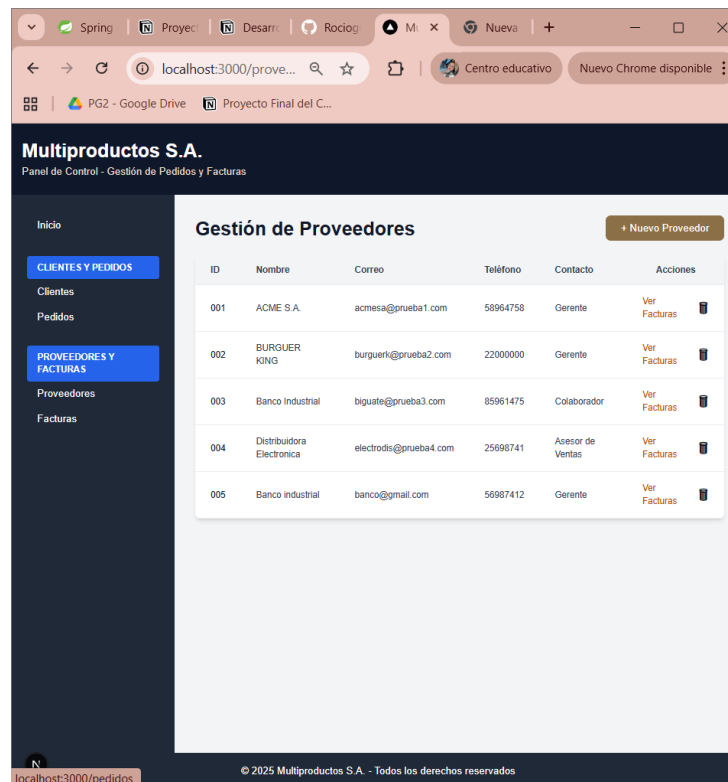 Spring
Proyec
Desarro
Rociog
Mu
Nueva
localhost:3000/prove...
Centro educativo
Nuevo Chrome disponible
PG2 - Google Drive
Proyecto Final del C...
Multiproductos S.A.
Panel de Control - Gestión de Pedidos y Facturas
Inicio
CLIENTES Y PEDIDOS
Clientes
Pedidos
PROVEEDORES Y
FACTURAS
Proveedores
Facturas
Gestión de Proveedores
+ Nuevo Proveedor
ID Nombre Correo Teléfono Contacto Acciones
001 ACME S.A. acmesa@prueba1.com 58964758 Gerente Ver
Facturas
002 BURGUER
KING burguerk@prueba2.com 22000000 Gerente Ver
Facturas
003 Banco Industrial biguate@prueba3.com 85961475 Colaborador Ver
Facturas
004 Distribuidora
Electronica electrodis@prueba4.com 25698741 Asesor de
Ventas Ver
Facturas
005 Banco industrial banco@gmail.com 56987412 Gerente Ver
Facturas
N
© 2025 Multiproductos S.A. - Todos los derechos reservados
localhost:3000/pedidos